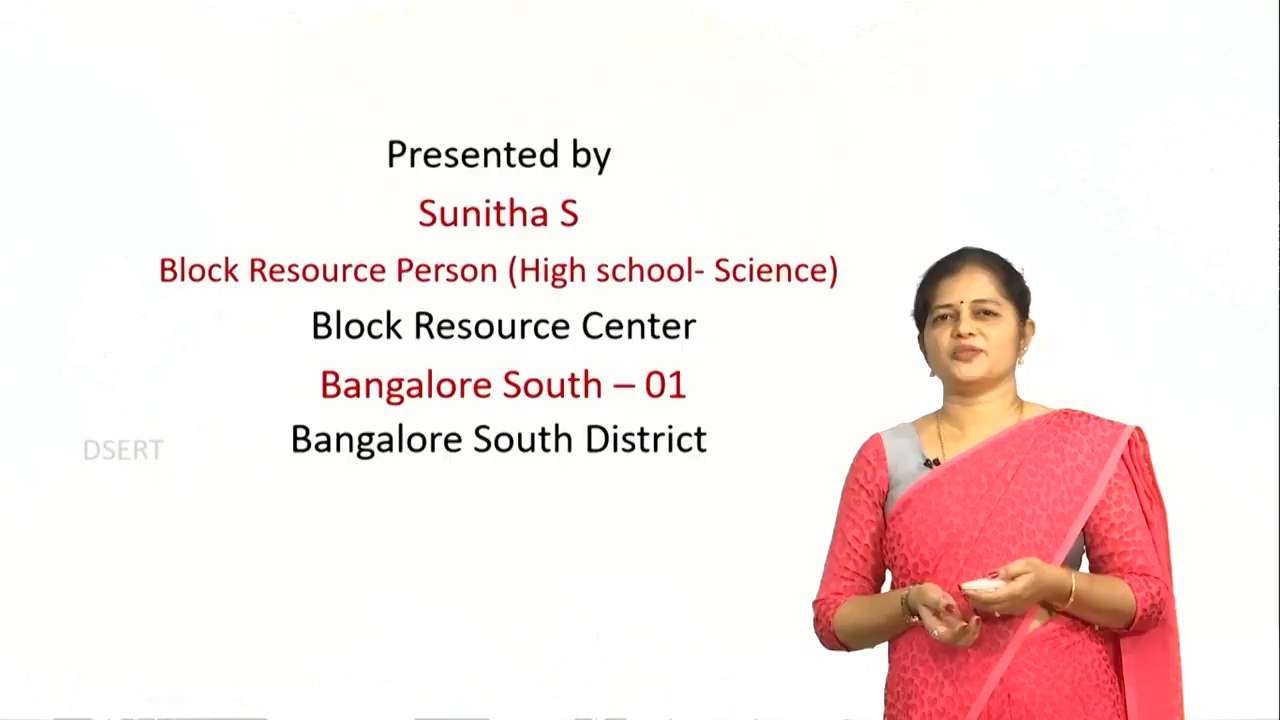 Presented by
Sunitha S
Block Resource Person (High school- Science)
Block Resource Center
Bangalore South – 01
Bangalore South District
DSERT